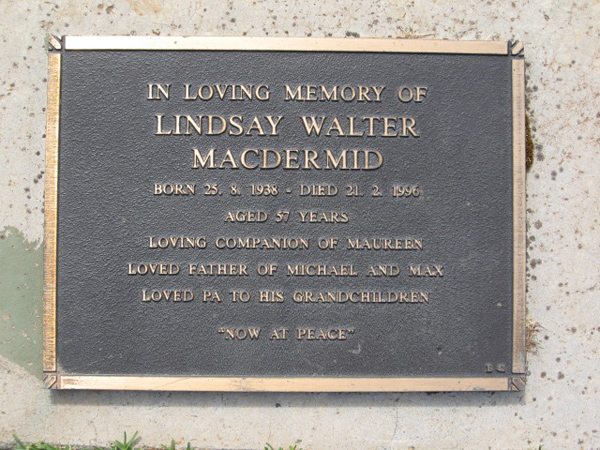 IN LOVING MEMORY OF
LINDSAY WALTER
MACDERMID
BORN 25. 8. 1938 - DIED 21. 2. 1996
AGED 57 YEARS
LOVING COMPANION OF MAUREEN
LOVED FATHER OF MICHAEL AND MAX
LOVED PA TO HIS GRANDCHILDREN
"NOW AT PEACE"